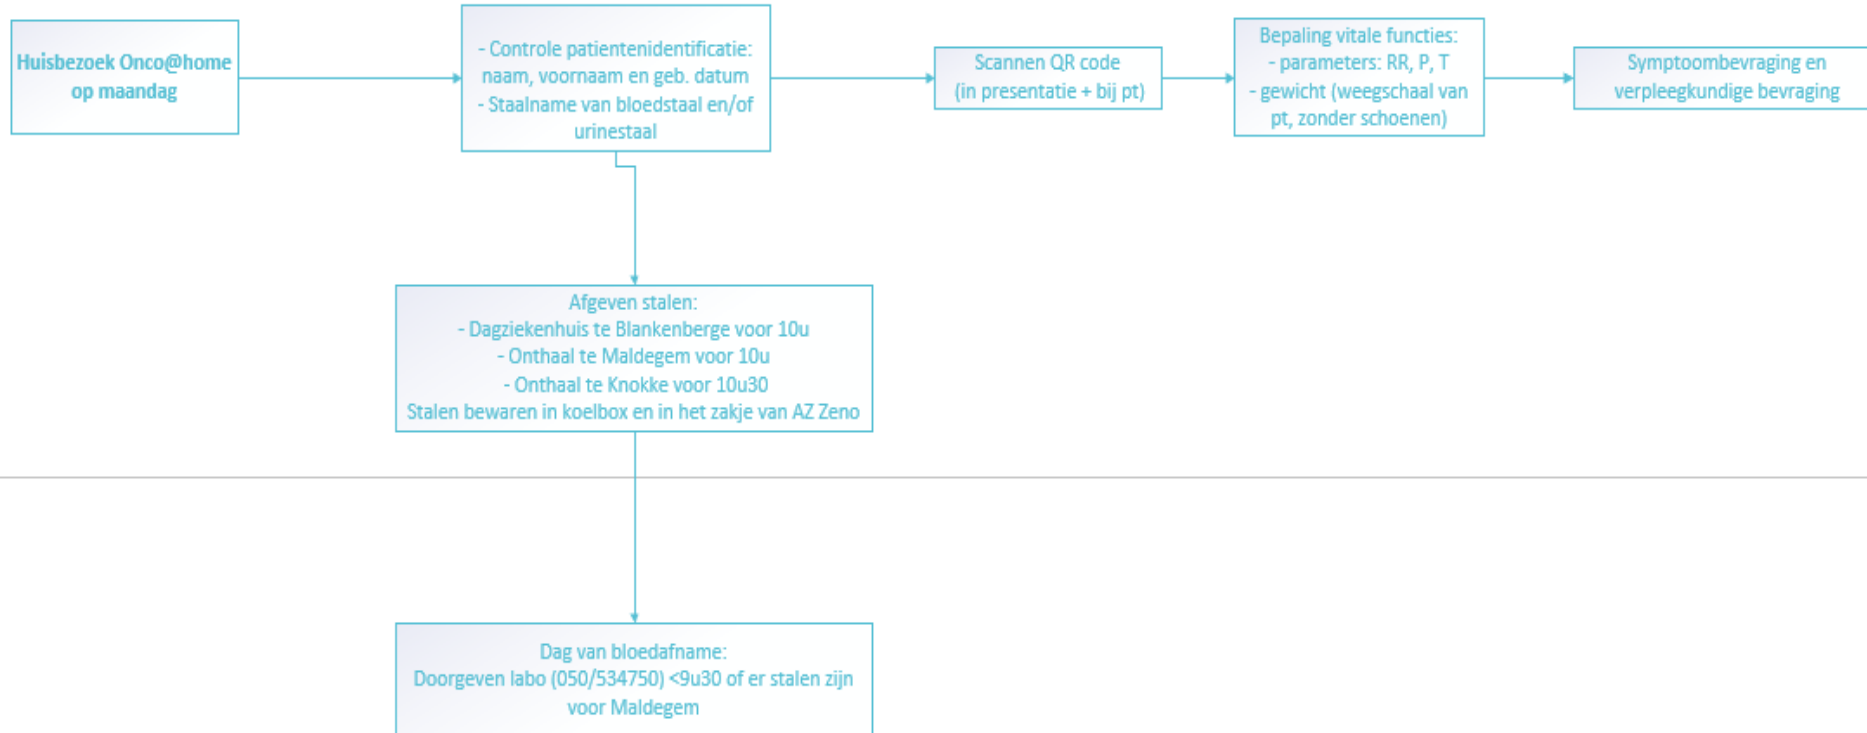 Huisbezoek Onco@home
op maandag
- Controle patientenidentificatie:
naam, voornaam en geb. datum
- Staalname van bloedstaal en/of
urinestaal
Scannen QR code
(in presentatie + bij pt)
Bepaling vitale functies:
- parameters: RR, P, T
- gewicht (weegschaal van
pt, zonder schoenen)
Symptoombevraging en
verpleegkundige bevraging
Afgeven stalen:
- Dagziekenhuis te Blankenberge voor 10u
- Onthaal te Maldegem voor 10u
- Onthaal te Knokke voor 10u30
Stalen bewaren in koelbox en in het zakje van AZ Zeno
Dag van bloedafname:
Doorgeven labo (050/534750) <9u30 of er stalen zijn
voor Maldegem